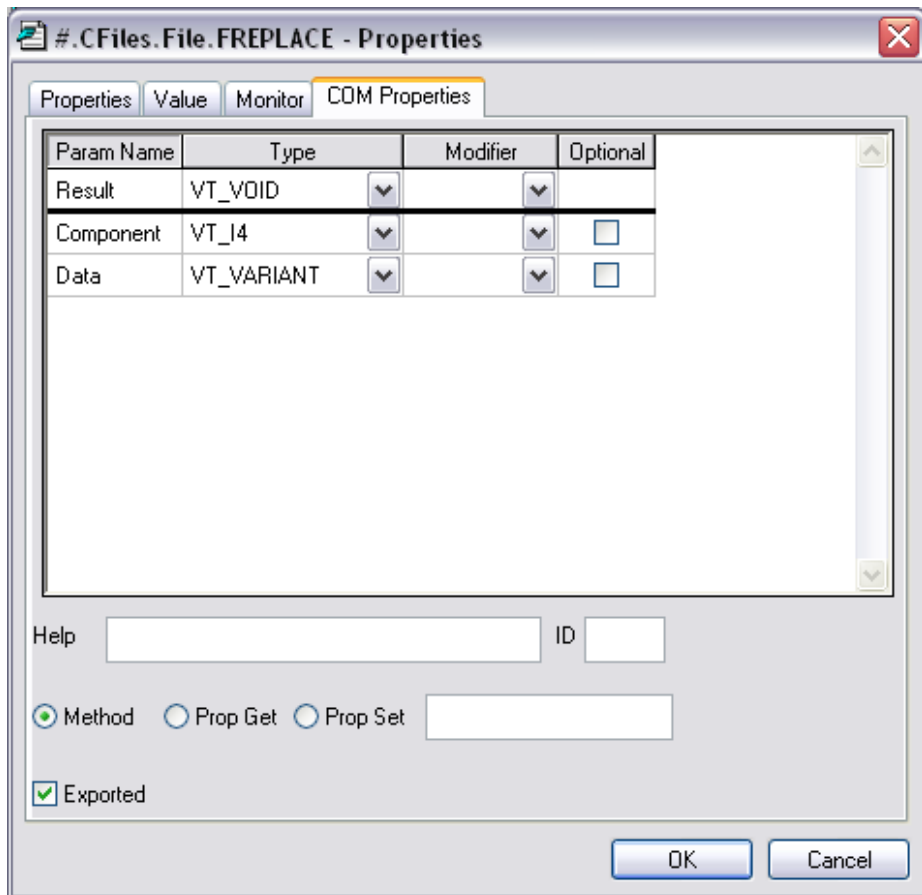 #.CFiles.File.FREPLACE - Properties
Properties Value Monitor COM Properties
Param Name Type Modifier Optional
Result VT_VOID
Component VT_I4
Data VT_VARIANT
Help ID
Method Prop Get Prop Set
Exported
OK Cancel